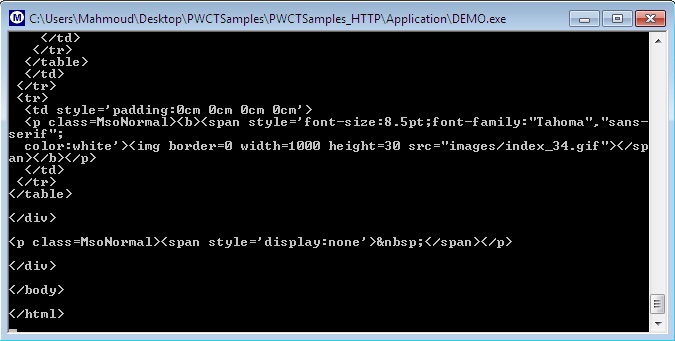 M C:\Users\Mahmoud\Desktop\PWCTSamples\PWCTSamples_HTTP\Application\DEMO.exe
</td>
</tr>
</table>
</td>
</tr>
<tr>
<td style='padding:0cm 0cm 0cm 0cm'>
<p class=MsoNormal><b><span style='font-size:8.5pt;font-family:"Tahoma","sans-
serif";
color:white'><img border=0 width=1000 height=30 src="images/index_34.gif"></sp
an></b></p>
</td>
</tr>
</table>
</div>
<p class=MsoNormal><span style='display:none'>&nbsp;</span></p>
</div>
</body>
</html>